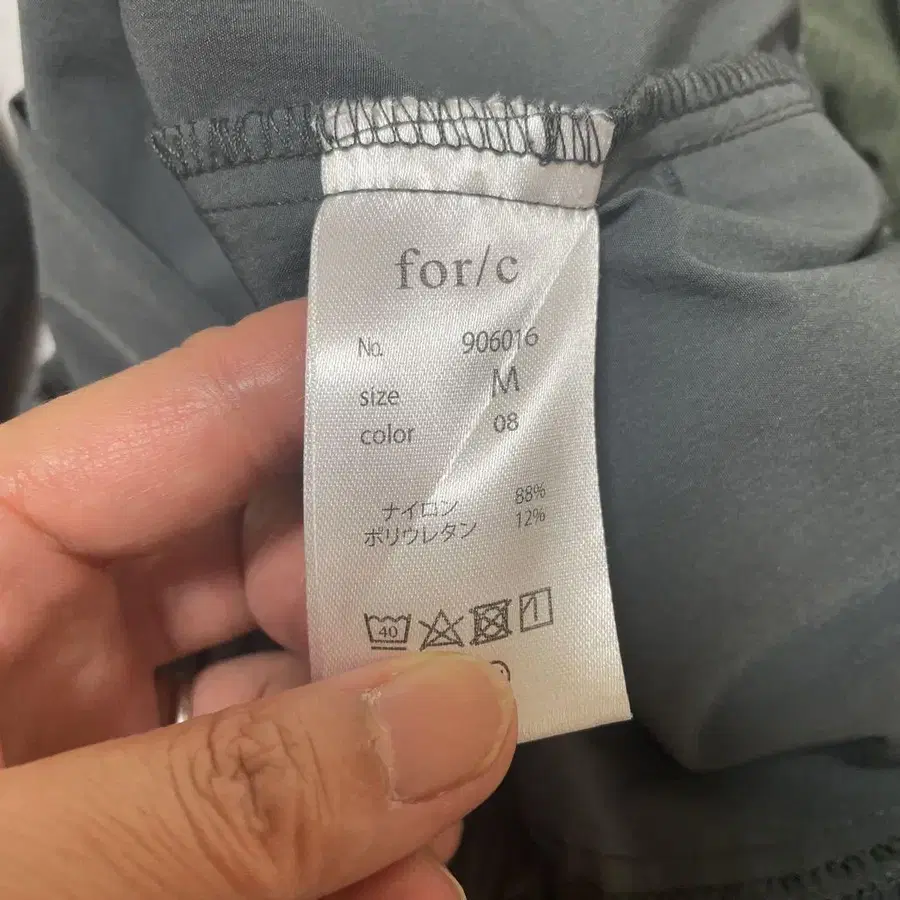 for/c
No. 906016
size M
color 08
ナイロン 88%
ポリウレタン 12%
40